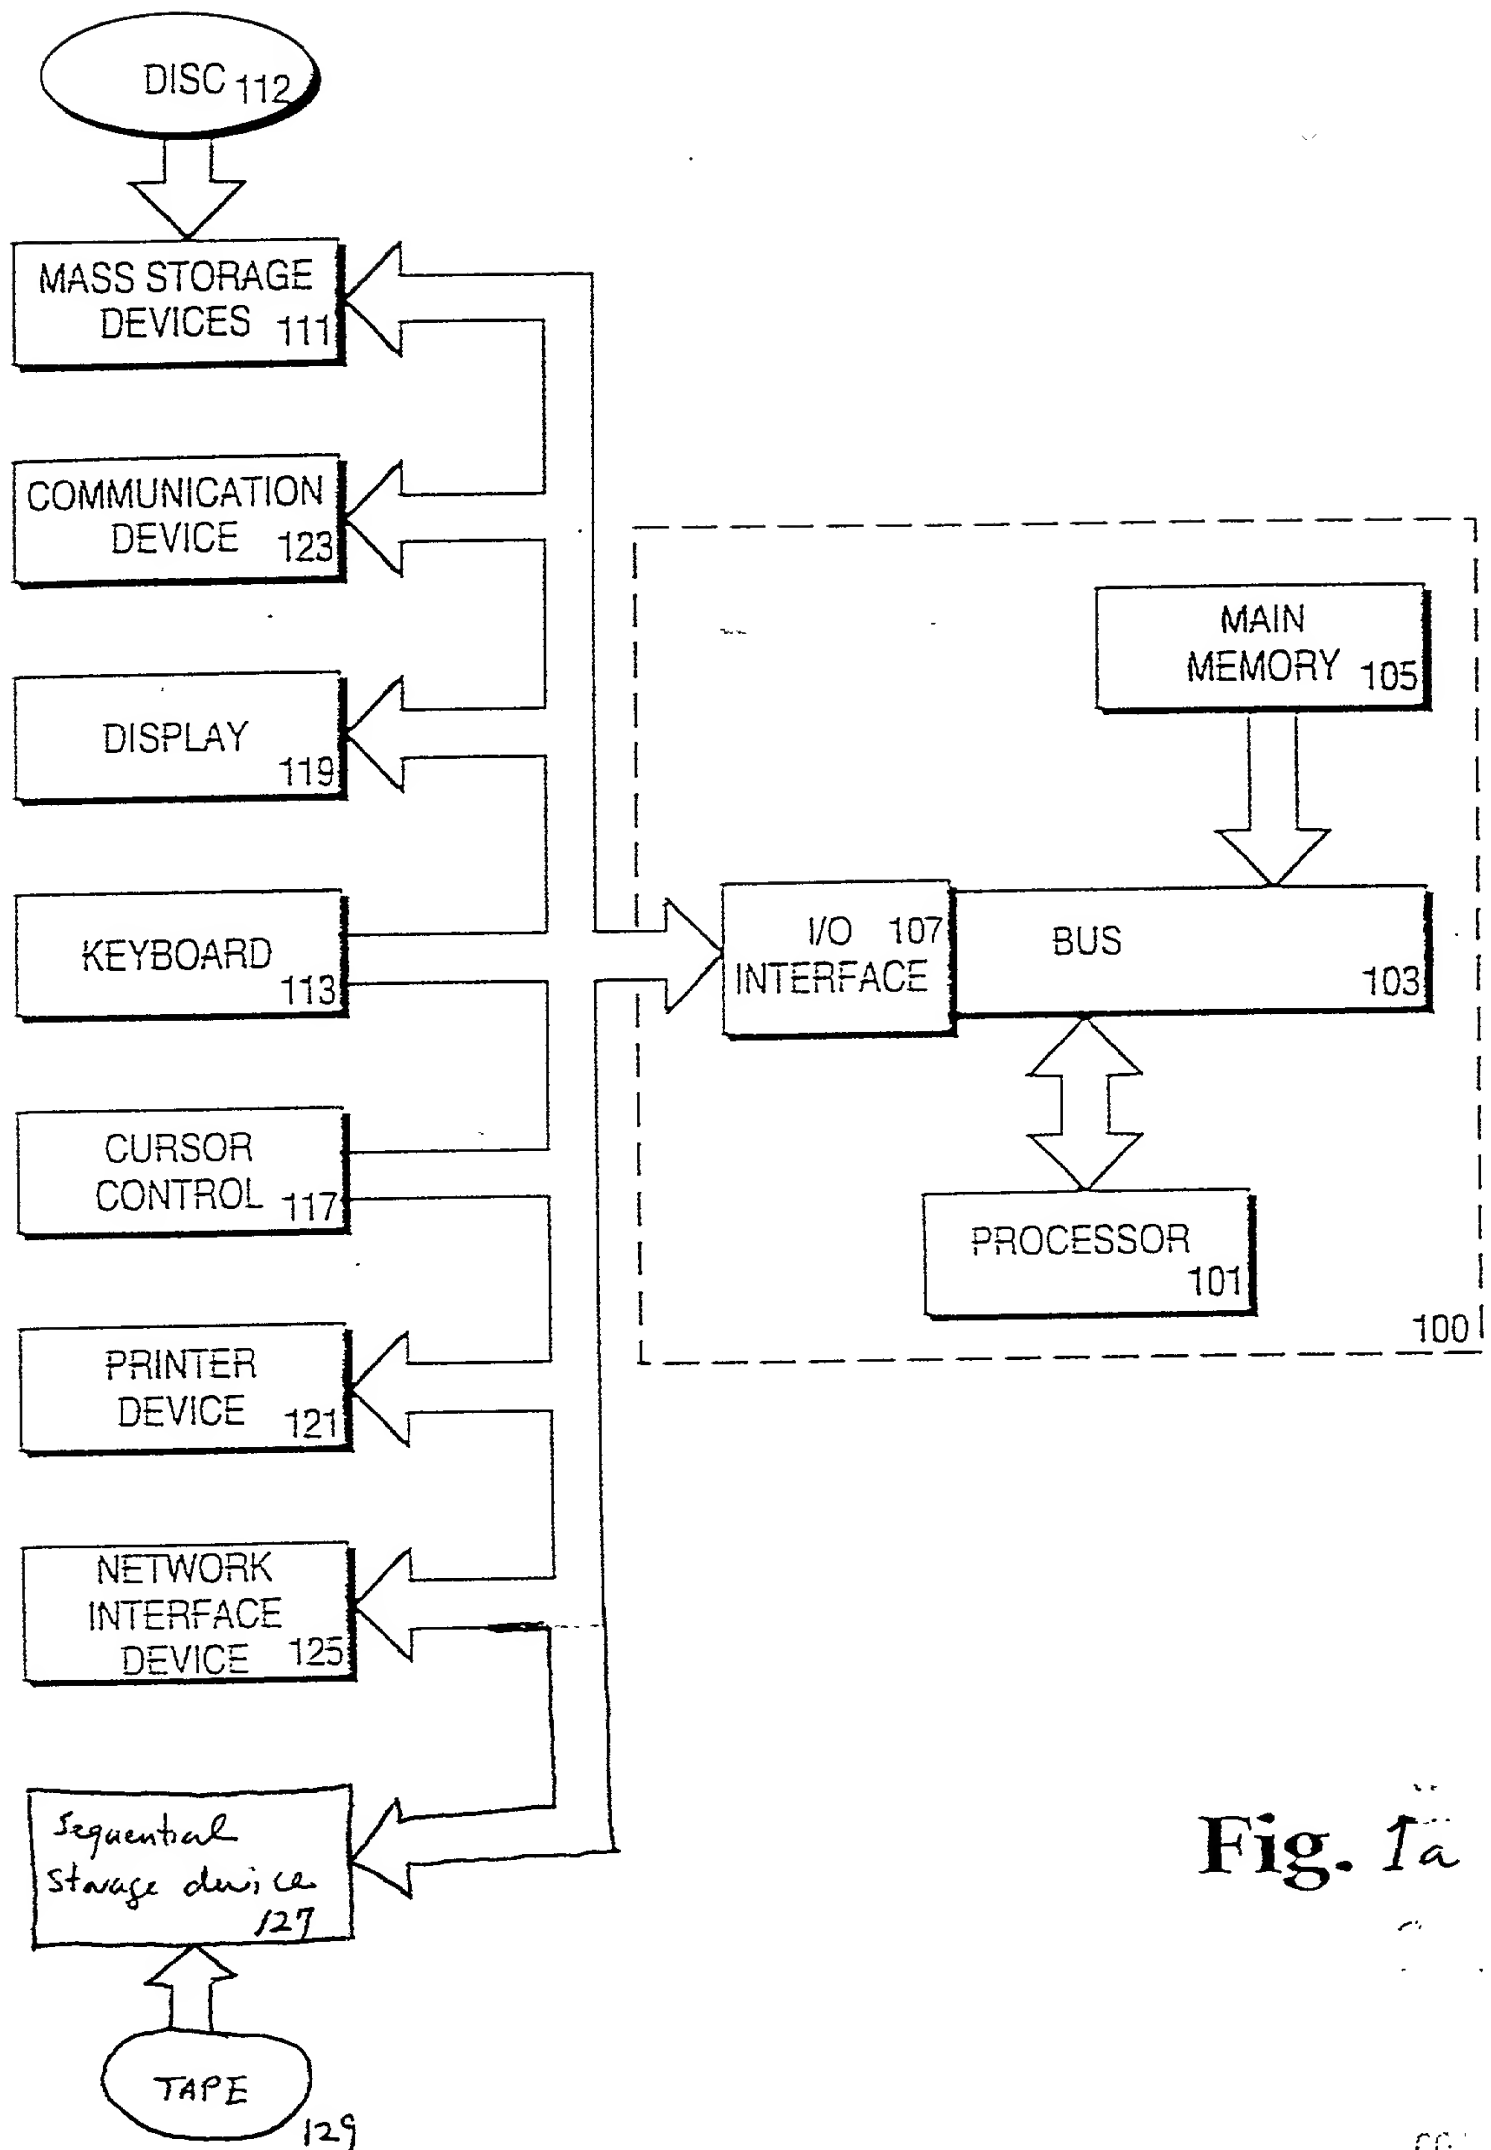 DISC 112
MASS STORAGE
DEVICES 111
COMMUNICATION
DEVICE 123
DISPLAY
119
KEYBOARD
113
CURSOR
CONTROL 117
PRINTER
DEVICE 121
NETWORK
INTERFACE
DEVICE 125
Sequential
Storage device
127
TAPE
129
MAIN
MEMORY 105
I/O 107
INTERFACE
BUS
103
PROCESSOR
101
100
Fig. 1a